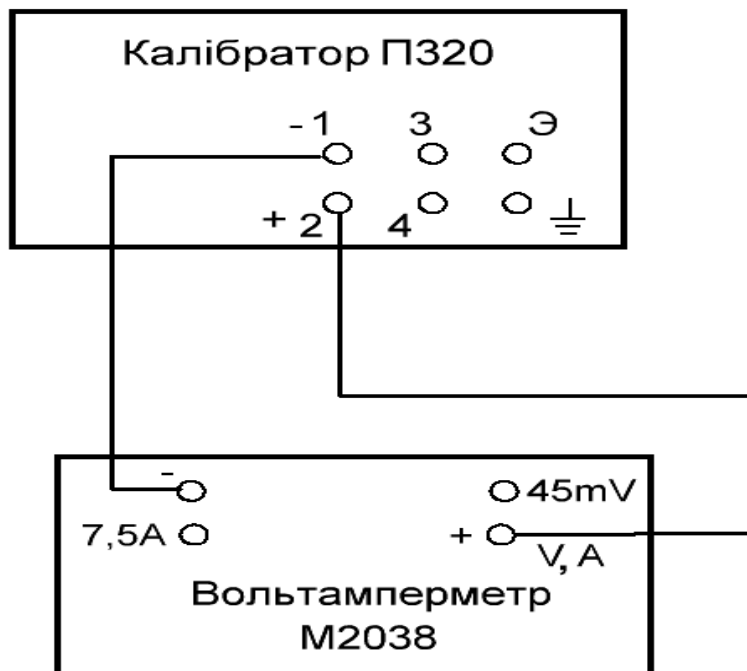 Калібратор П320
- 1 3 Э
+ 2 4
- 45mV
7,5A + V, A
Вольтамперметр
М2038